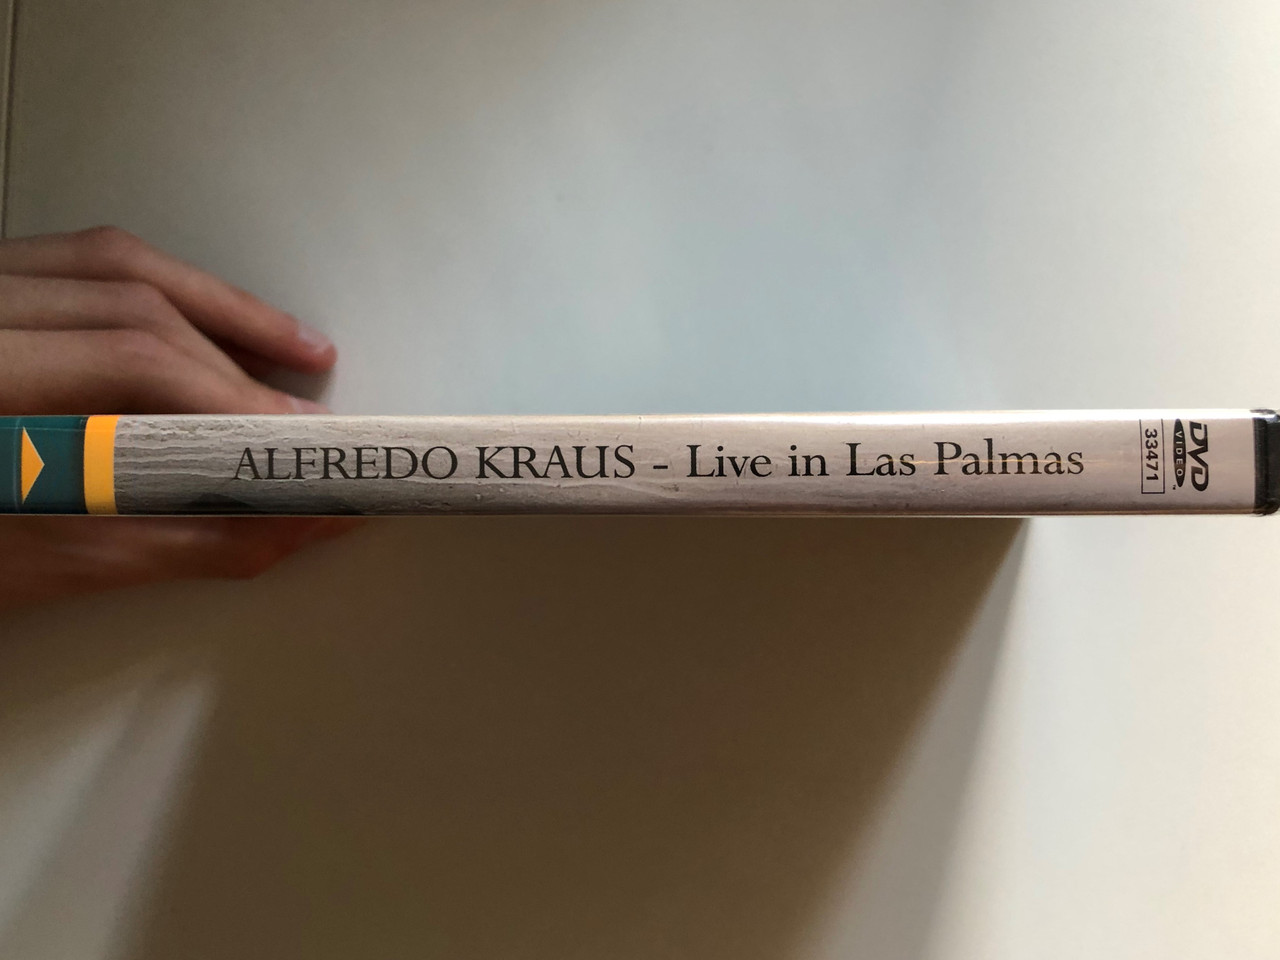 ALFREDO KRAUS - Live in Las Palmas
33471
DVD
VIDEO